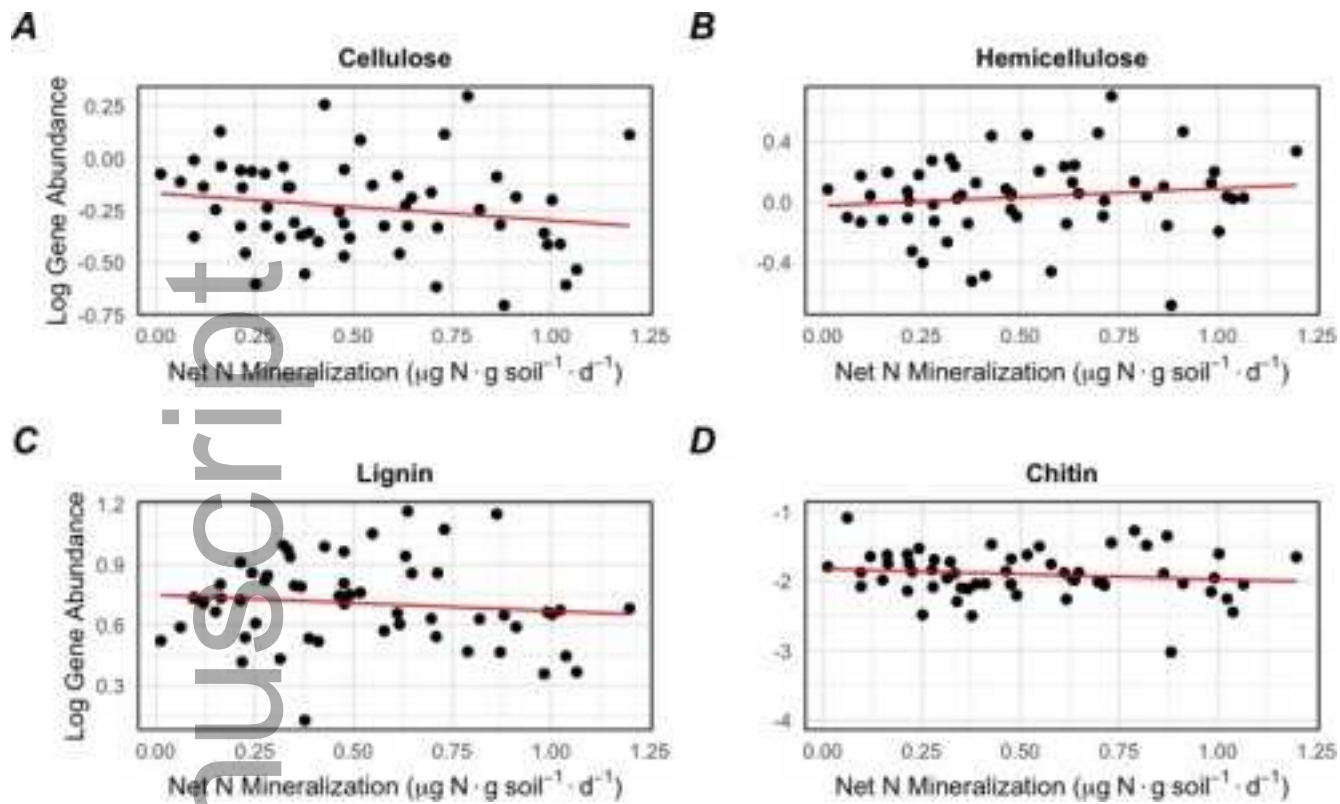 A
B
Cellulose
Hemicellulose
Log Gene Abundance
0.25
0.00
-0.25
-0.50
-0.75
0.00 0.25 0.50 0.75 1.00 1.25
Net N Mineralization (μg N · g soil⁻¹ · d⁻¹)
0.4
0.0
-0.4
0.00 0.25 0.50 0.75 1.00 1.25
Net N Mineralization (μg N · g soil⁻¹ · d⁻¹)
C
D
Lignin
Chitin
Log Gene Abundance
1.2
0.9
0.6
0.3
0.00 0.25 0.50 0.75 1.00 1.25
Net N Mineralization (μg N · g soil⁻¹ · d⁻¹)
-1
-2
-3
-4
0.00 0.25 0.50 0.75 1.00 1.25
Net N Mineralization (μg N · g soil⁻¹ · d⁻¹)
nuscript